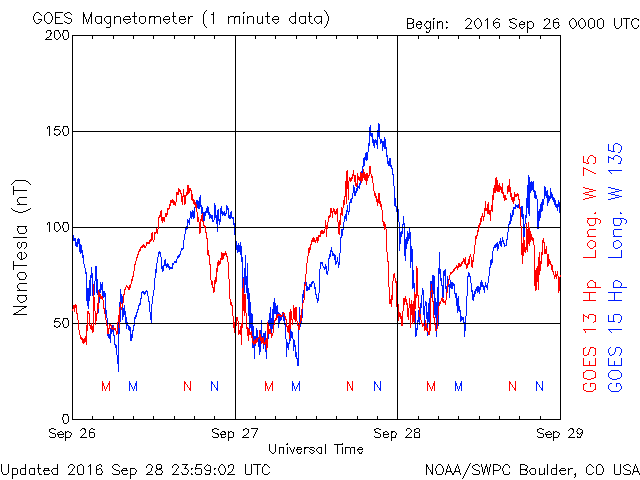 GOES Magnetometer (1 minute data)
Begin: 2016 Sep 26 0000 UTC
200
150
100
50
0
NanoTesla (nT)
M M N N M M N N M M N N
Sep 26 Sep 27 Sep 28 Sep 29
Universal Time
GOES 13 Hp Long. W 75
GOES 15 Hp Long. W 135
Updated 2016 Sep 28 23:59:02 UTC
NOAA/SWPC Boulder, CO USA